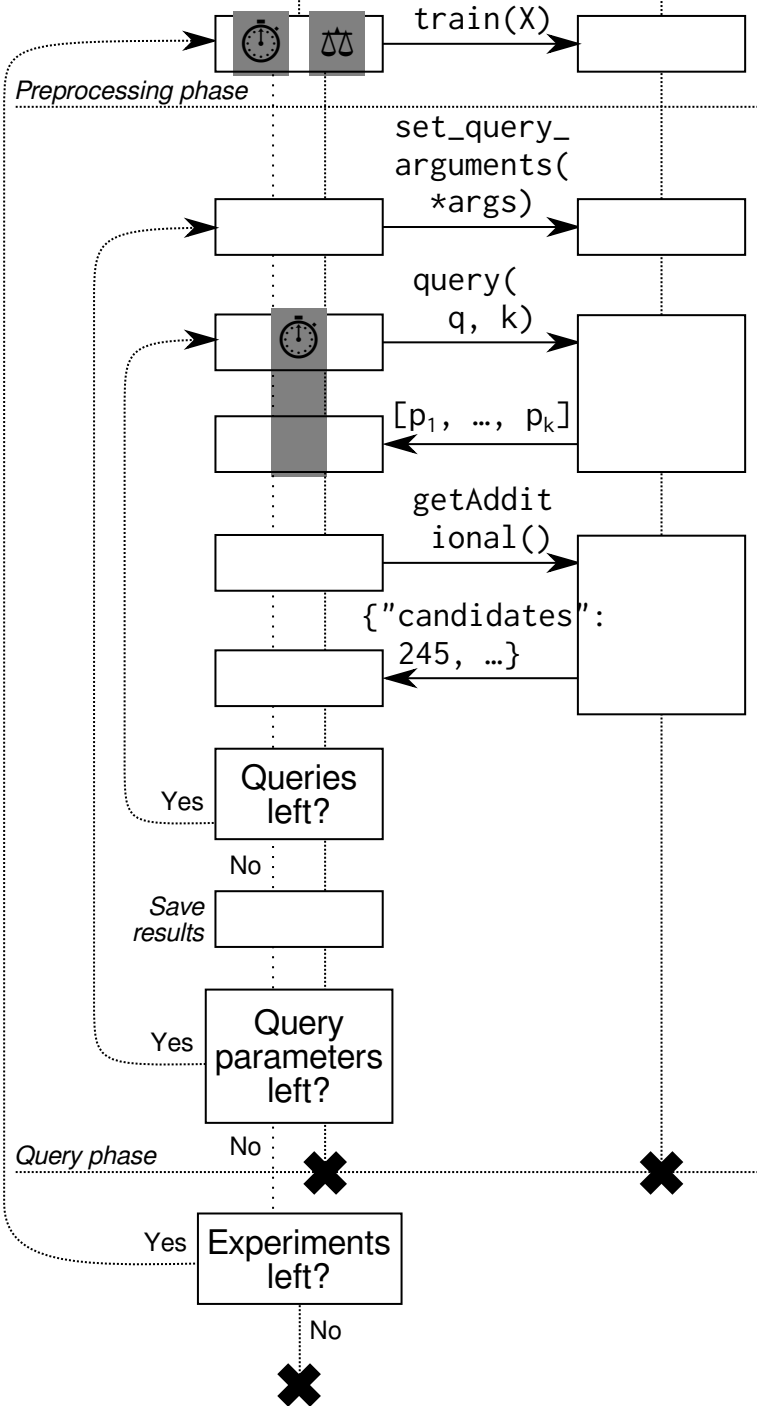 train(X)
Preprocessing phase
set_query_
arguments(
*args)
query(
q, k)
[p₁, …, pₖ]
getAddit
ional()
{"candidates":
245, …}
Queries
left?
Yes
No
Save
results
Query
parameters
left?
Yes
No
Query phase
Experiments
left?
Yes
No